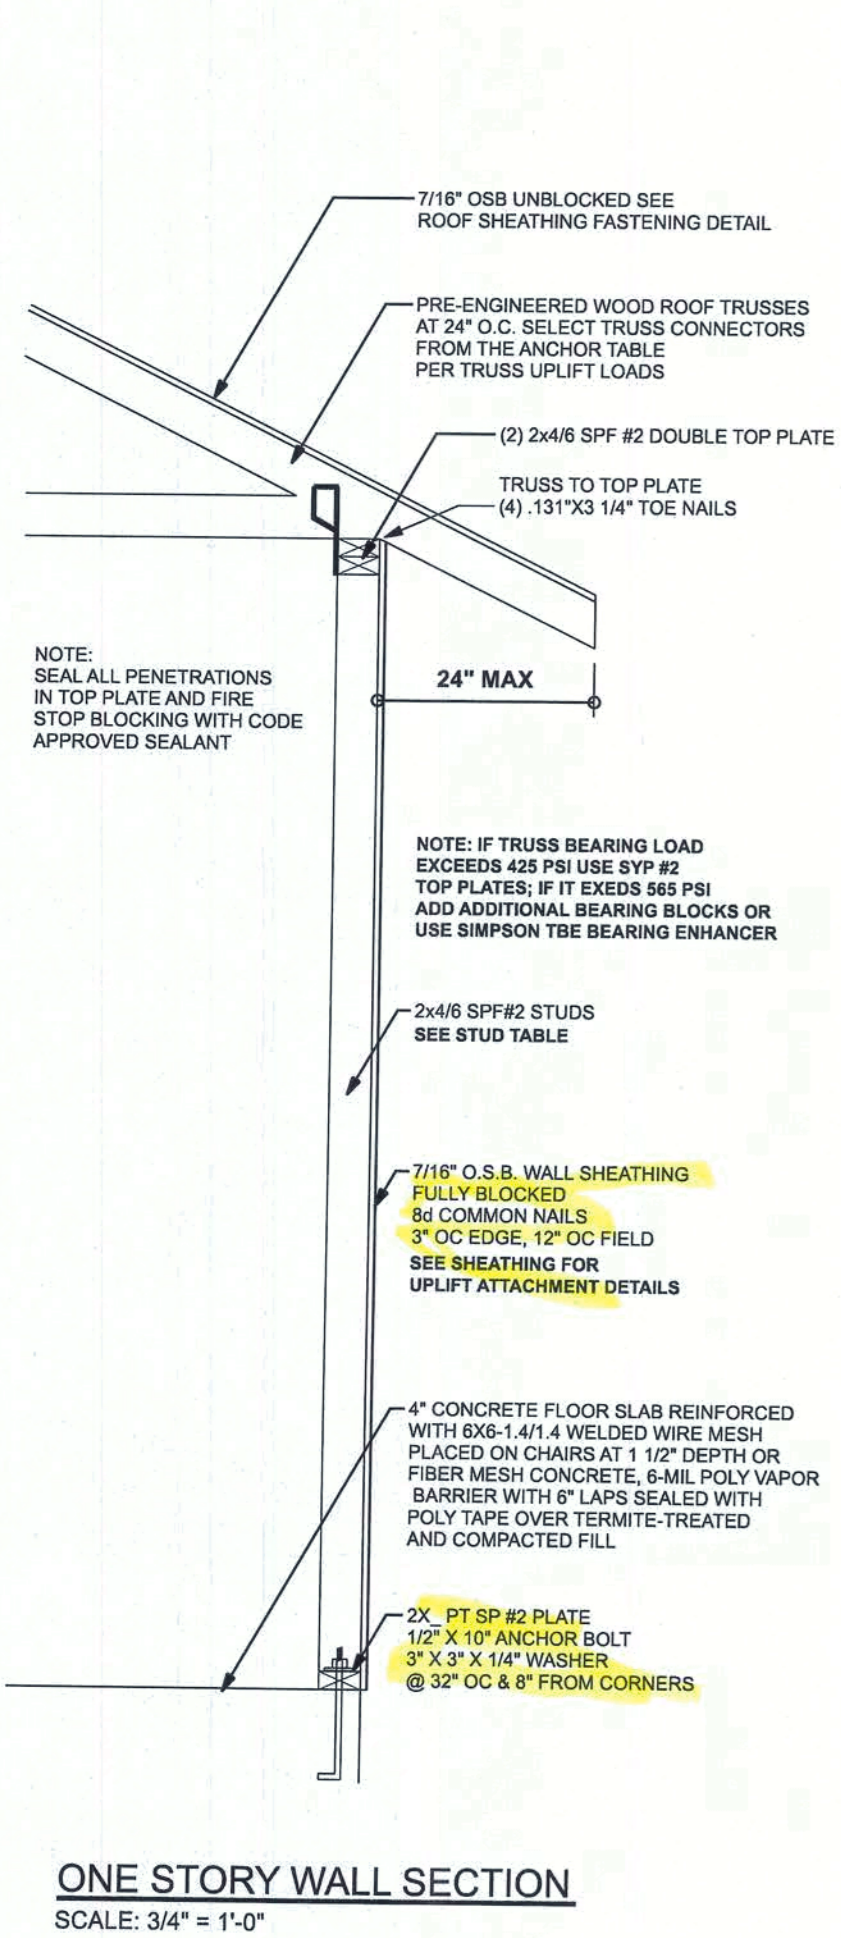 7/16" OSB UNBLOCKED SEE
ROOF SHEATHING FASTENING DETAIL
PRE-ENGINEERED WOOD ROOF TRUSSES
AT 24" O.C. SELECT TRUSS CONNECTORS
FROM THE ANCHOR TABLE
PER TRUSS UPLIFT LOADS
(2) 2x4/6 SPF #2 DOUBLE TOP PLATE
TRUSS TO TOP PLATE
(4) .131"X3 1/4" TOE NAILS
NOTE:
SEAL ALL PENETRATIONS
IN TOP PLATE AND FIRE
STOP BLOCKING WITH CODE
APPROVED SEALANT
24" MAX
NOTE: IF TRUSS BEARING LOAD
EXCEEDS 425 PSI USE SYP #2
TOP PLATES; IF IT EXEDS 565 PSI
ADD ADDITIONAL BEARING BLOCKS OR
USE SIMPSON TBE BEARING ENHANCER
2x4/6 SPF#2 STUDS
SEE STUD TABLE
7/16" O.S.B. WALL SHEATHING
FULLY BLOCKED
8d COMMON NAILS
3" OC EDGE, 12" OC FIELD
SEE SHEATHING FOR
UPLIFT ATTACHMENT DETAILS
4" CONCRETE FLOOR SLAB REINFORCED
WITH 6X6-1.4/1.4 WELDED WIRE MESH
PLACED ON CHAIRS AT 1 1/2" DEPTH OR
FIBER MESH CONCRETE, 6-MIL POLY VAPOR
BARRIER WITH 6" LAPS SEALED WITH
POLY TAPE OVER TERMITE-TREATED
AND COMPACTED FILL
2X_ PT SP #2 PLATE
1/2" X 10" ANCHOR BOLT
3" X 3" X 1/4" WASHER
@ 32" OC & 8" FROM CORNERS
ONE STORY WALL SECTION
SCALE: 3/4" = 1'-0"